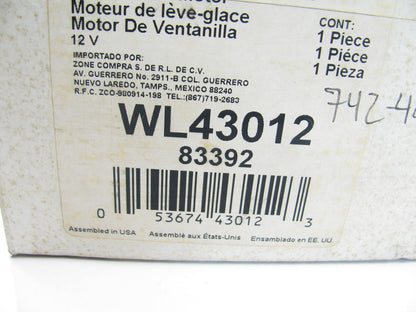 Moteur de lève-glace
Motor De Ventanilla
12 V
CONT:
1 Piece
1 Piéce
1 Pieza
IMPORTADO POR:
ZONE COMPRA S. DE R.L. DE C.V.
AV. GUERRERO No. 2911-B COL. GUERRERO
NUEVO LAREDO, TAMPS., MEXICO 88240
R.F.C. ZCO-980914-198 TEL.:(867)719-2683
742-
WL43012
83392
0 53674 43012 3
Assembled in USA Assemblé aux États-Unis Ensamblado en EE. UU.